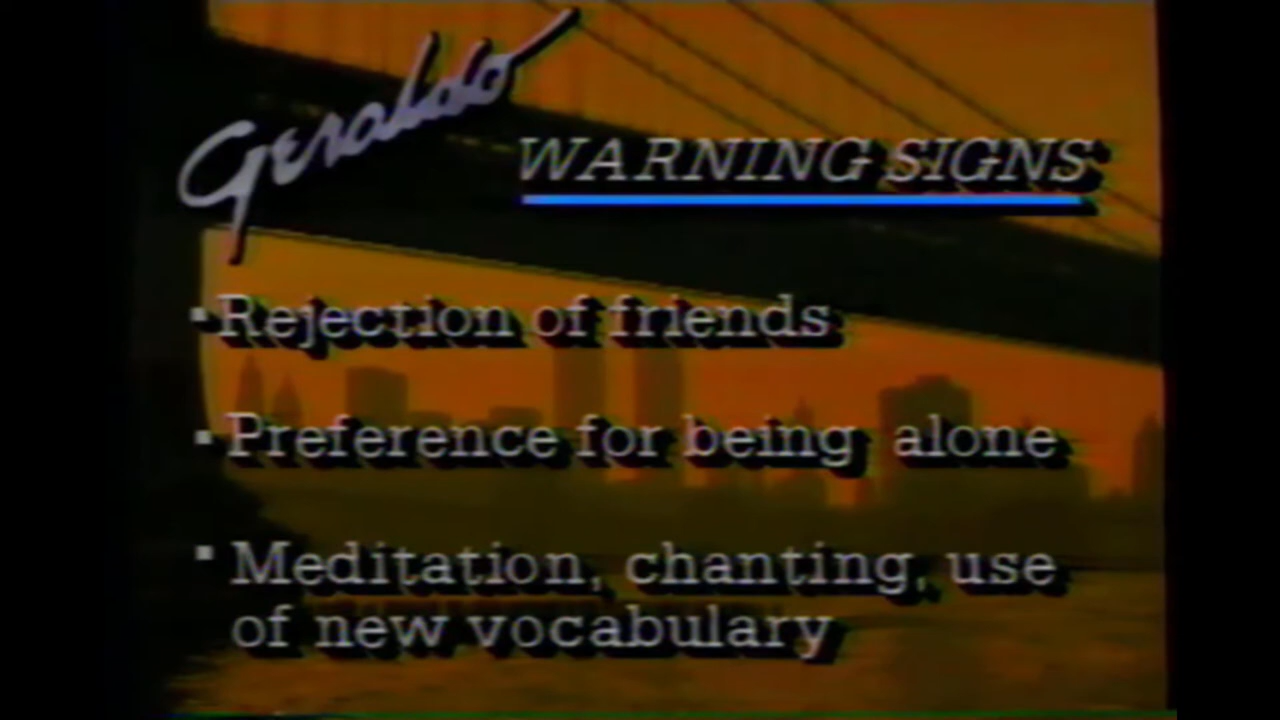 Geraldo
WARNING SIGNS
▪Rejection of friends
▪Preference for being alone
▪Meditation, chanting, use
of new vocabulary